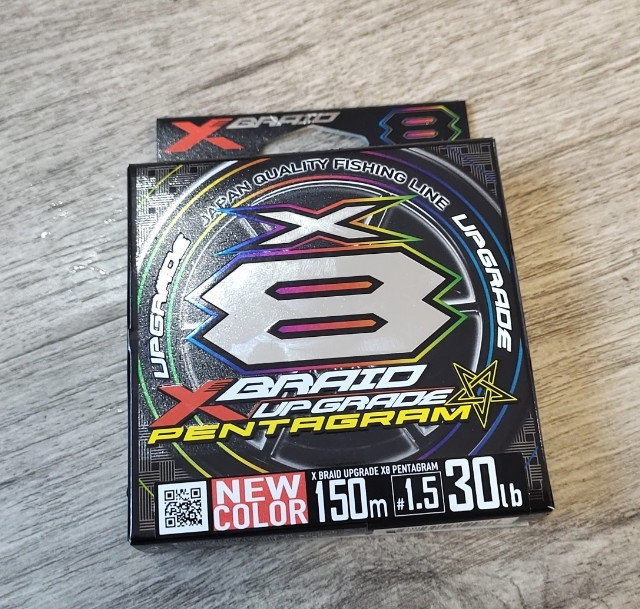 X BRAID 8
JAPAN QUALITY FISHING LINE
UPGRADE
UPGRADE
X
8
X BRAID
UPGRADE
PENTAGRAM
X BRAID UPGRADE X8 PENTAGRAM
NEW COLOR
150m #1.5 30lb